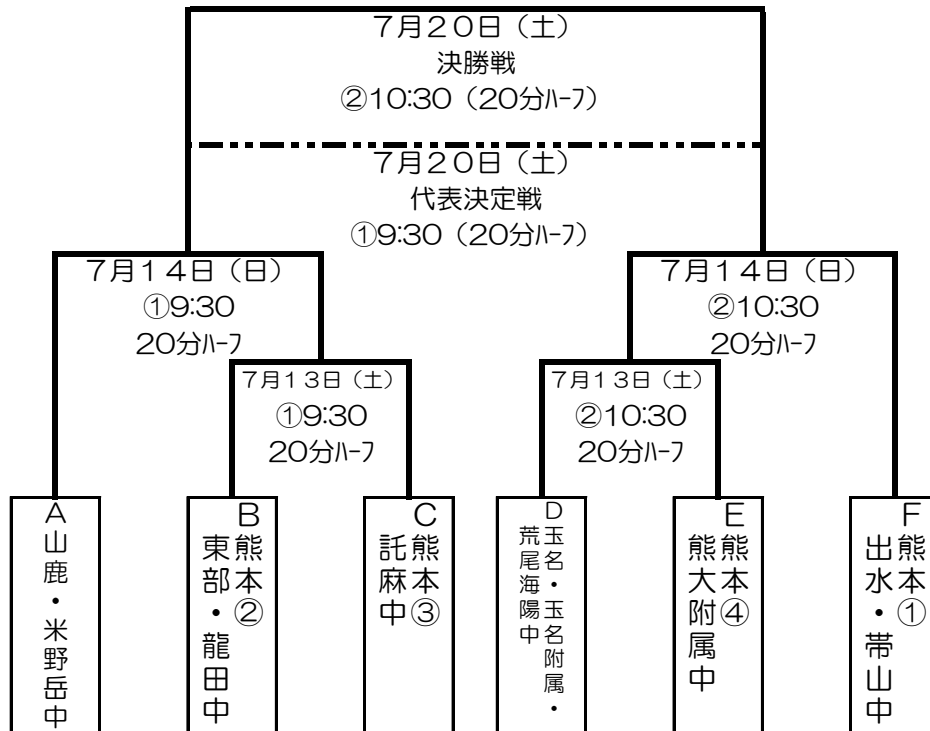 7月20日（土）
決勝戦
②10:30（20分ﾊｰﾌ）
7月20日（土）
代表決定戦
①9:30（20分ﾊｰﾌ）
7月14日（日）
①9:30
20分ﾊｰﾌ
7月14日（日）
②10:30
20分ﾊｰﾌ
7月13日（土）
①9:30
20分ﾊｰﾌ
7月13日（土）
②10:30
20分ﾊｰﾌ
A
山鹿・米野岳中
B
熊本②
東部・龍田中
C
熊本③
託麻中
D
玉名・玉名附属・
荒尾海陽中
E
熊本④
熊大附属中
F
熊本①
出水・帯山中